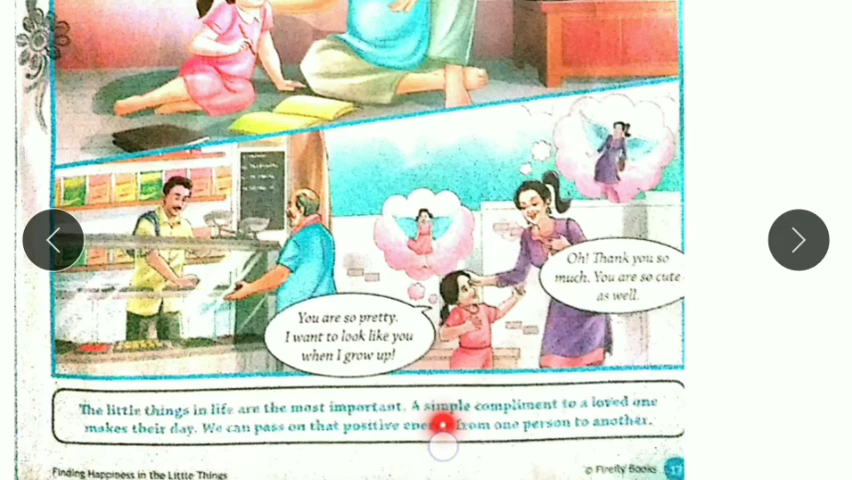 You are so pretty.
I want to look like you
when I grow up!
Oh! Thank you so
much. You are so cute
as well.
The little things in life are the most important. A simple compliment to a loved one
makes their day. We can pass on that positive from one person to another.
Finding Happiness in the Little Things
© Firefly Books 17